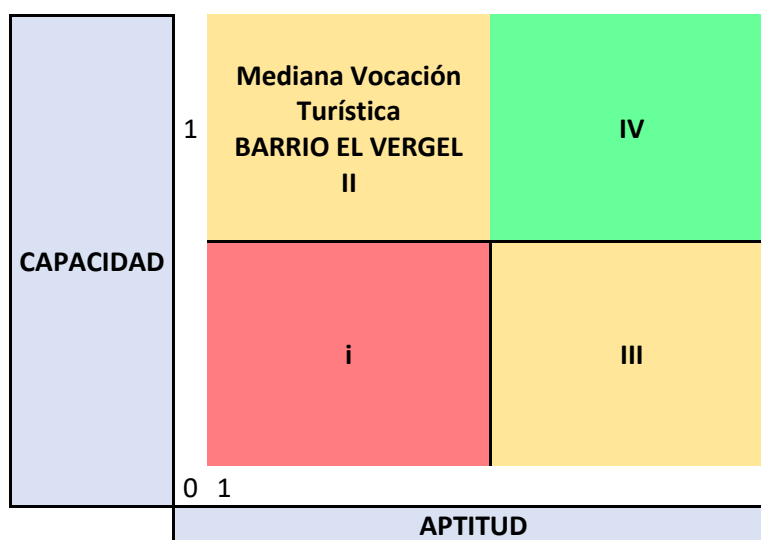 Mediana Vocación
Turística
BARRIO EL VERGEL
II
1
IV
CAPACIDAD
i
III
0 1
APTITUD